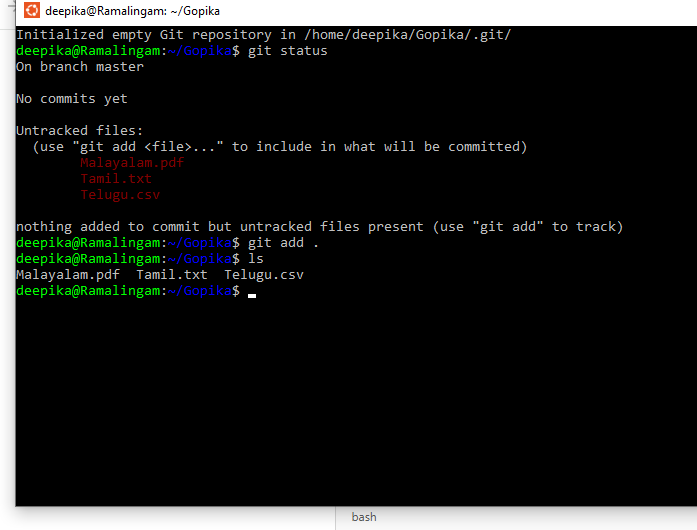 deepika@Ramalingam: ~/Gopika
Initialized empty Git repository in /home/deepika/Gopika/.git/
deepika@Ramalingam:~/Gopika$ git status
On branch master
No commits yet
Untracked files:
  (use "git add <file>..." to include in what will be committed)
        Malayalam.pdf
        Tamil.txt
        Telugu.csv
nothing added to commit but untracked files present (use "git add" to track)
deepika@Ramalingam:~/Gopika$ git add .
deepika@Ramalingam:~/Gopika$ ls
Malayalam.pdf  Tamil.txt  Telugu.csv
deepika@Ramalingam:~/Gopika$
bash